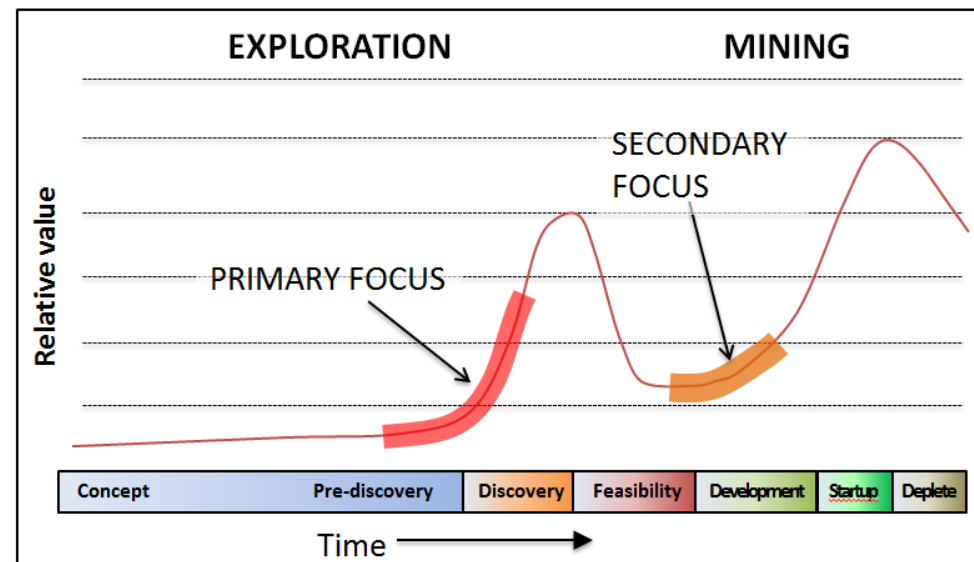 EXPLORATION
MINING
SECONDARY
FOCUS
PRIMARY FOCUS
Relative value
Concept
Pre-discovery
Discovery
Feasibility
Development
Startup
Deplete
Time